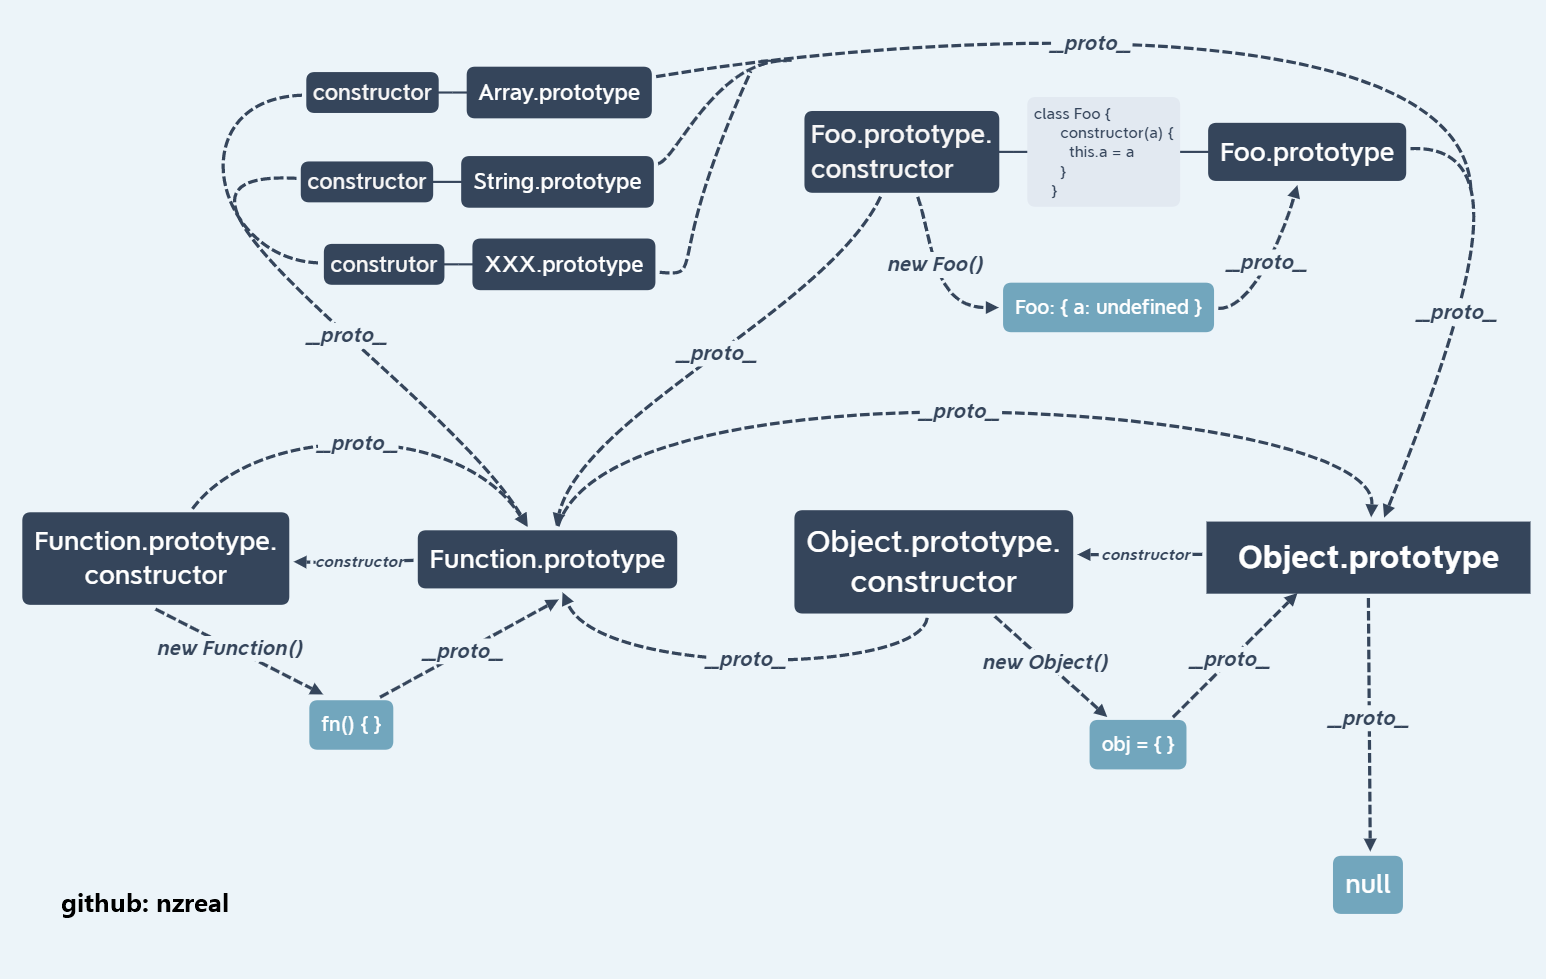 _proto_
constructor
Array.prototype
class Foo {
constructor(a) {
this.a = a
}
}
Foo.prototype.
constructor
Foo.prototype
constructor
String.prototype
construtor
XXX.prototype
new Foo()
_proto_
Foo: { a: undefined }
_proto_
_proto_
_proto_
_proto_
_proto_
Function.prototype.
constructor
constructor
Function.prototype
Object.prototype.
constructor
constructor
Object.prototype
new Function()
_proto_
_proto_
new Object()
_proto_
fn() { }
obj = { }
_proto_
null
github: nzreal